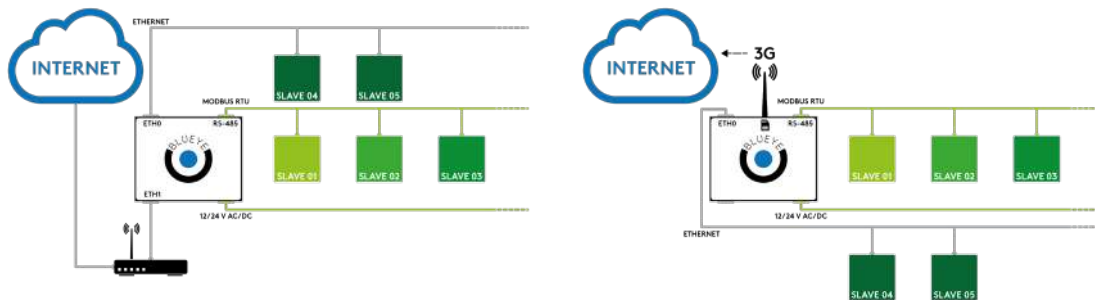 ETHERNET
INTERNET
SLAVE 04
SLAVE 05
MODBUS RTU
ETH0
RS-485
BLUEYE
SLAVE 01
SLAVE 02
SLAVE 03
ETH1
12/24 V AC/DC
3G
INTERNET
MODBUS RTU
ETH0
RS-485
BLUEYE
SLAVE 01
SLAVE 02
SLAVE 03
12/24 V AC/DC
ETHERNET
SLAVE 04
SLAVE 05